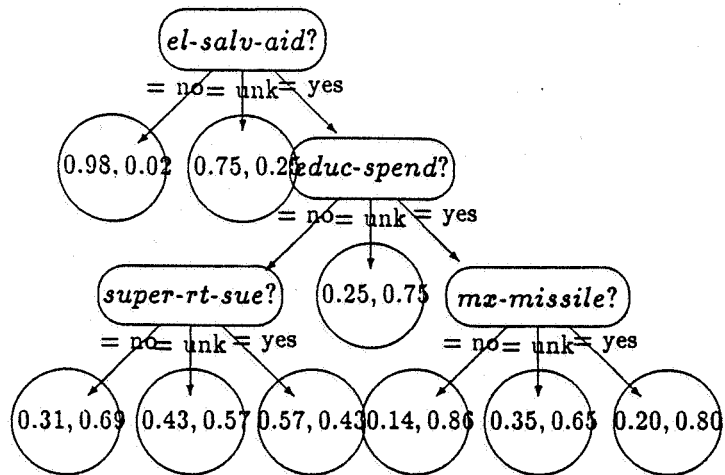 el-salv-aid?
= no = unk = yes
0.98, 0.02 0.75, 0.25 educ-spend?
= no = unk = yes
super-rt-sue? 0.25, 0.75 mx-missile?
= no = unk = yes = no = unk = yes
0.31, 0.69 0.43, 0.57 0.57, 0.43 0.14, 0.86 0.35, 0.65 0.20, 0.80